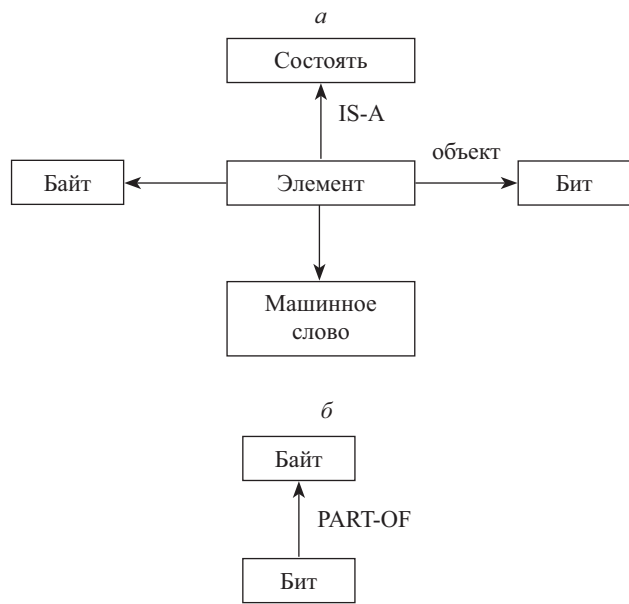 а
Состоять
IS-A
объект
Байт
Элемент
Бит
Машинное
слово
б
Байт
PART-OF
Бит